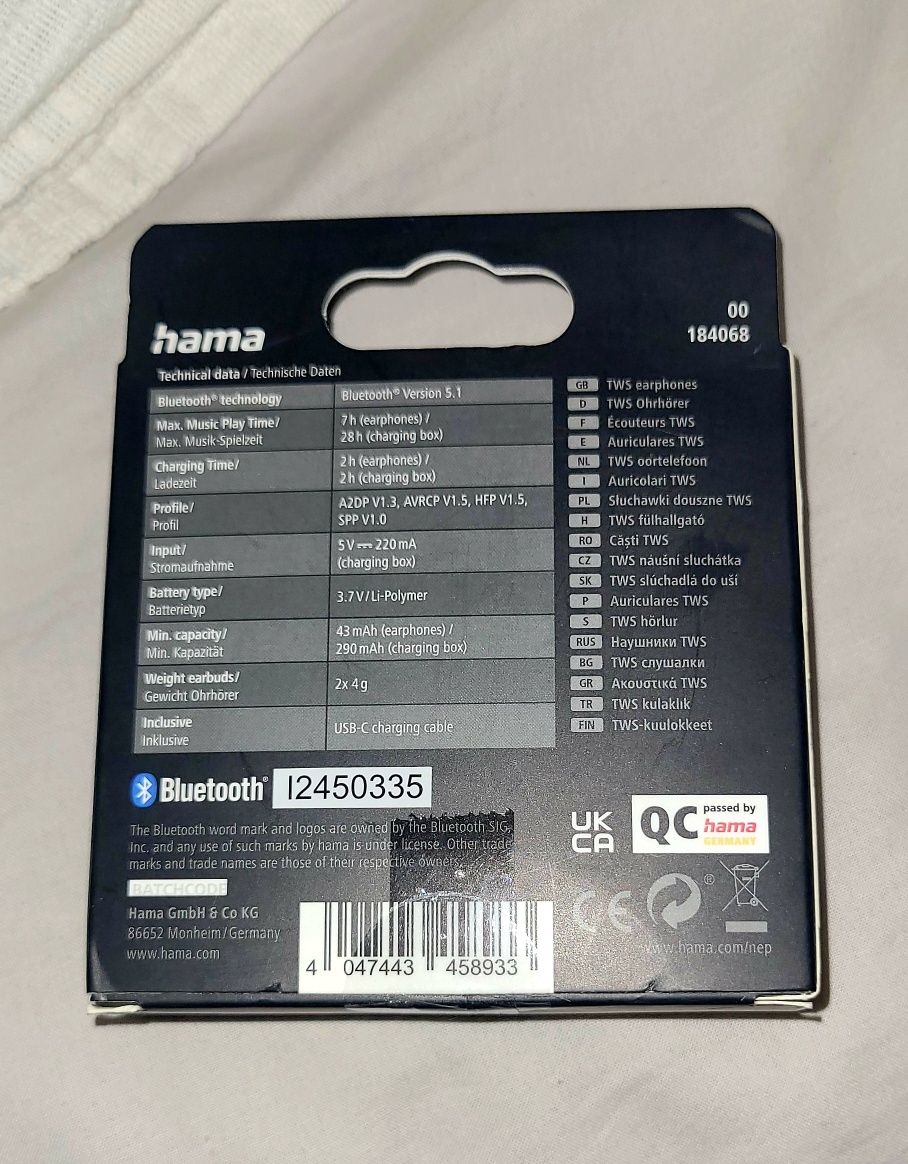 00
184068
hama
Technical data / Technische Daten
Bluetooth® technology
Bluetooth® Version 5.1
Max. Music Play Time/
Max. Musik-Spielzeit
7 h (earphones) /
28 h (charging box)
Charging Time/
Ladezeit
2 h (earphones) /
2 h (charging box)
Profile/
Profil
A2DP V1.3, AVRCP V1.5, HFP V1.5,
SPP V1.0
Input/
Stromaufnahme
5 V ⎓ 220 mA
(charging box)
Battery type/
Batterietyp
3.7 V / Li-Polymer
Min. capacity/
Min. Kapazität
43 mAh (earphones) /
290 mAh (charging box)
Weight earbuds/
Gewicht Ohrhörer
2x 4 g
Inclusive
Inklusive
USB-C charging cable
GB TWS earphones
D TWS Ohrhörer
F Écouteurs TWS
E Auriculares TWS
NL TWS oortelefoon
I Auricolari TWS
PL Słuchawki douszne TWS
H TWS fülhallgató
RO Căști TWS
CZ TWS náušní sluchátka
SK TWS slúchadlá do uší
P Auriculares TWS
S TWS hörlur
RUS Наушники TWS
BG TWS слушалки
GR Ακουστικά TWS
TR TWS kulaklık
FIN TWS-kuulokkeet
Bluetooth® I2450335
The Bluetooth word mark and logos are owned by the Bluetooth SIG,
Inc. and any use of such marks by hama is under license. Other trade
marks and trade names are those of their respective owners.
BATCHCODE
Hama GmbH & Co KG
86652 Monheim / Germany
www.hama.com
4 047443 458933
UK
CA
QC passed by
hama
GERMANY
CE
®
www.hama.com/nep